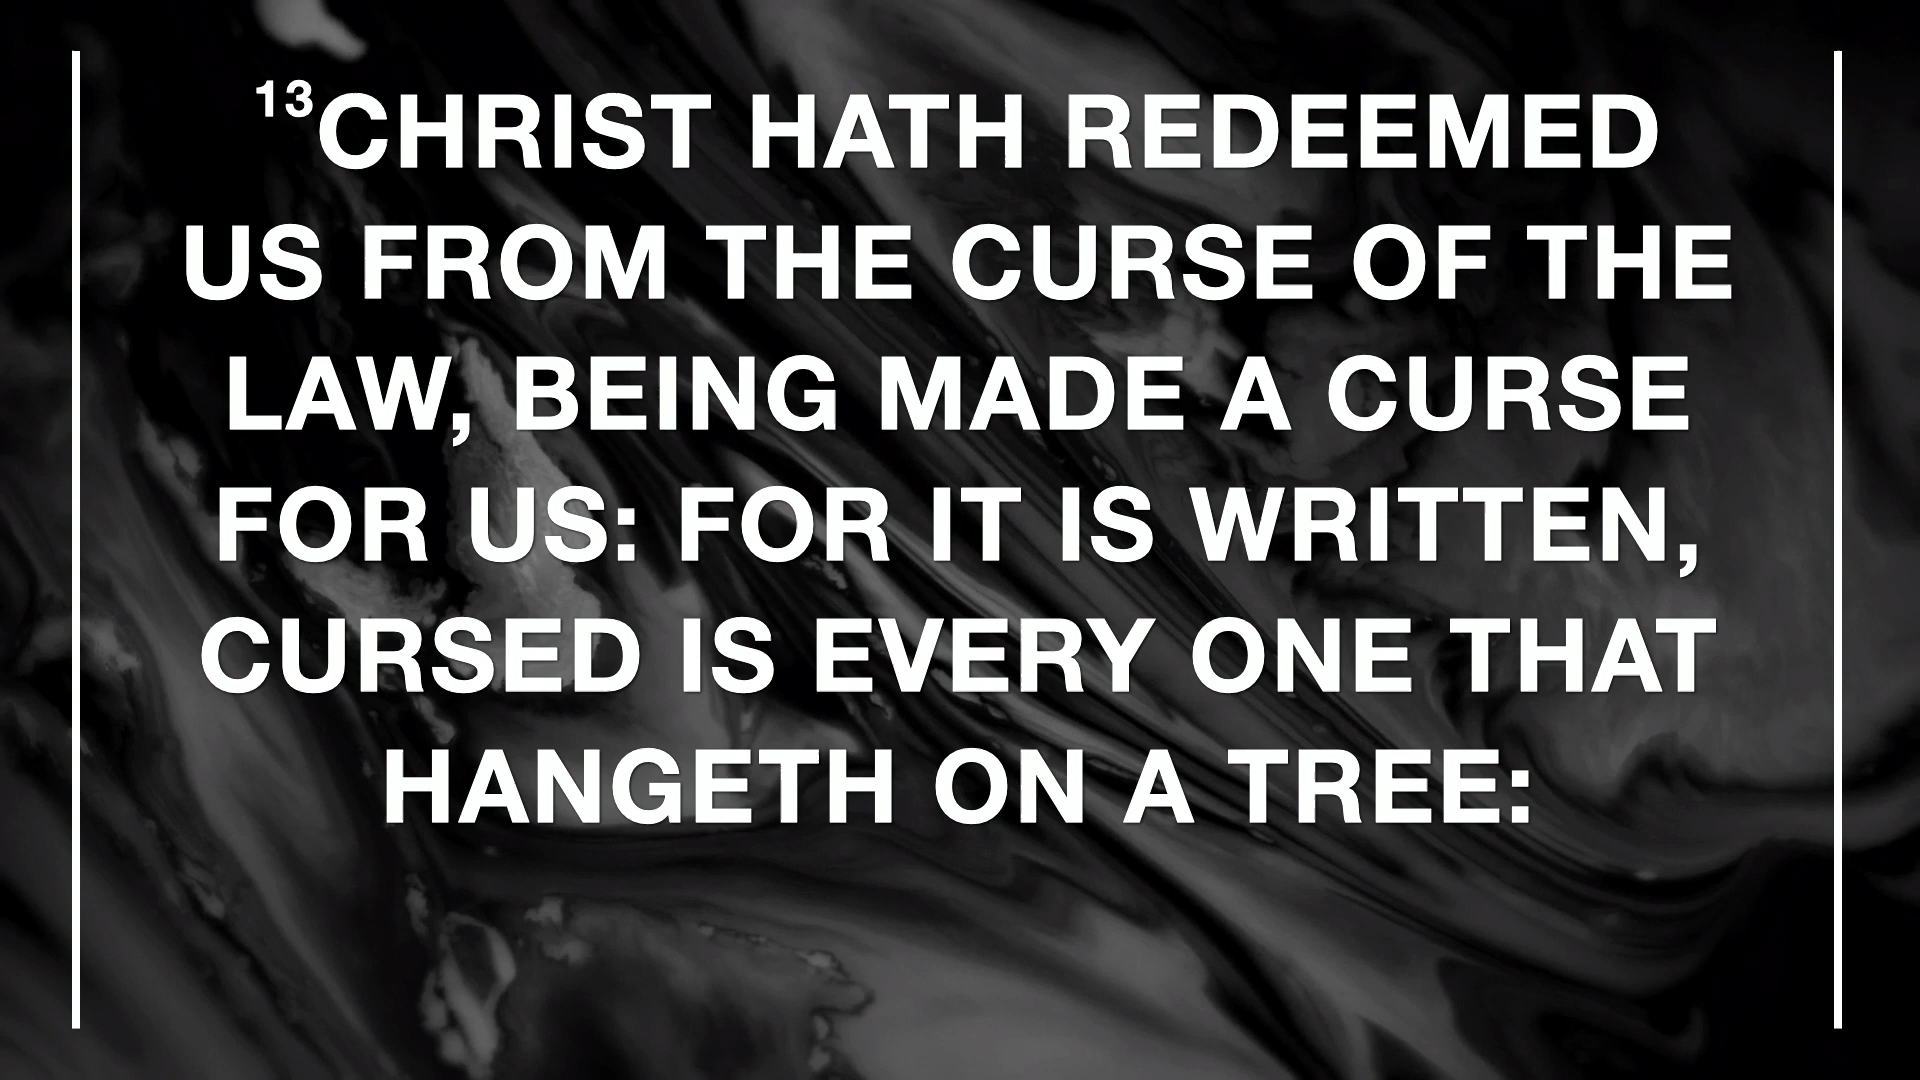 ¹³CHRIST HATH REDEEMED
US FROM THE CURSE OF THE
LAW, BEING MADE A CURSE
FOR US: FOR IT IS WRITTEN,
CURSED IS EVERY ONE THAT
HANGETH ON A TREE: